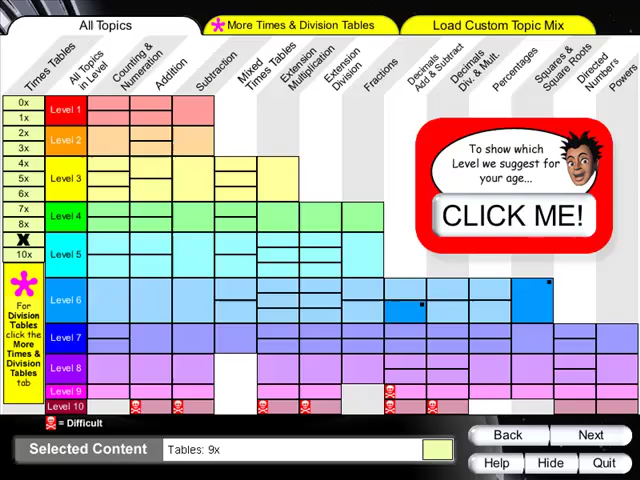 All Topics
More Times & Division Tables
Load Custom Topic Mix
Times Tables
All Topics
in Level
Counting &
Numeration
Addition
Subtraction
Mixed
Times Tables
Extension
Multiplication
Extension
Division
Fractions
Decimals
Add & Subtract
Decimals
Div. & Mult.
Percentages
Squares &
Square Roots
Directed
Numbers
Powers
0x
1x
Level 1
2x
3x
Level 2
4x
5x
6x
Level 3
7x
8x
Level 4
X
10x
Level 5
Level 6
Level 7
Level 8
Level 9
Level 10
For
Division
Tables
click the
More
Times &
Division
Tables
tab
To show which
Level we suggest for
your age...
CLICK ME!
= Difficult
Selected Content
Tables: 9x
Back
Next
Help
Hide
Quit